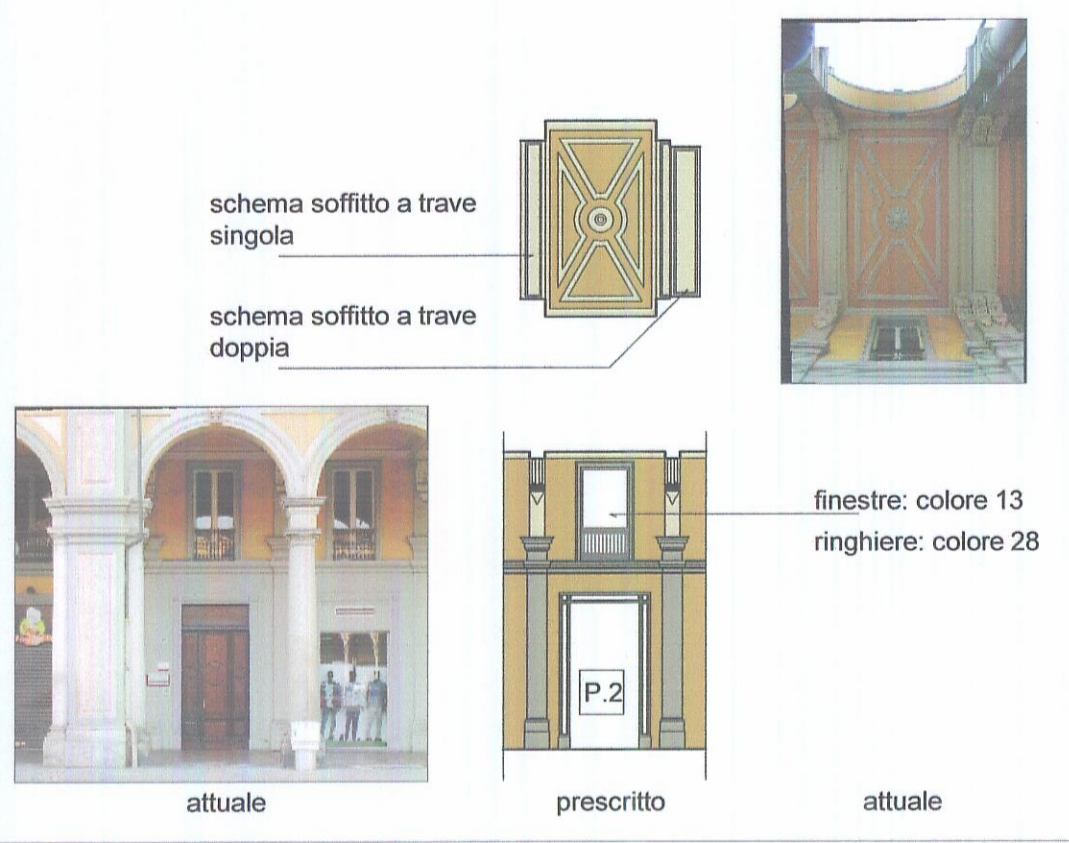 schema soffitto a trave
singola
schema soffitto a trave
doppia
finestre: colore 13
ringhiere: colore 28
P.2
attuale
prescritto
attuale